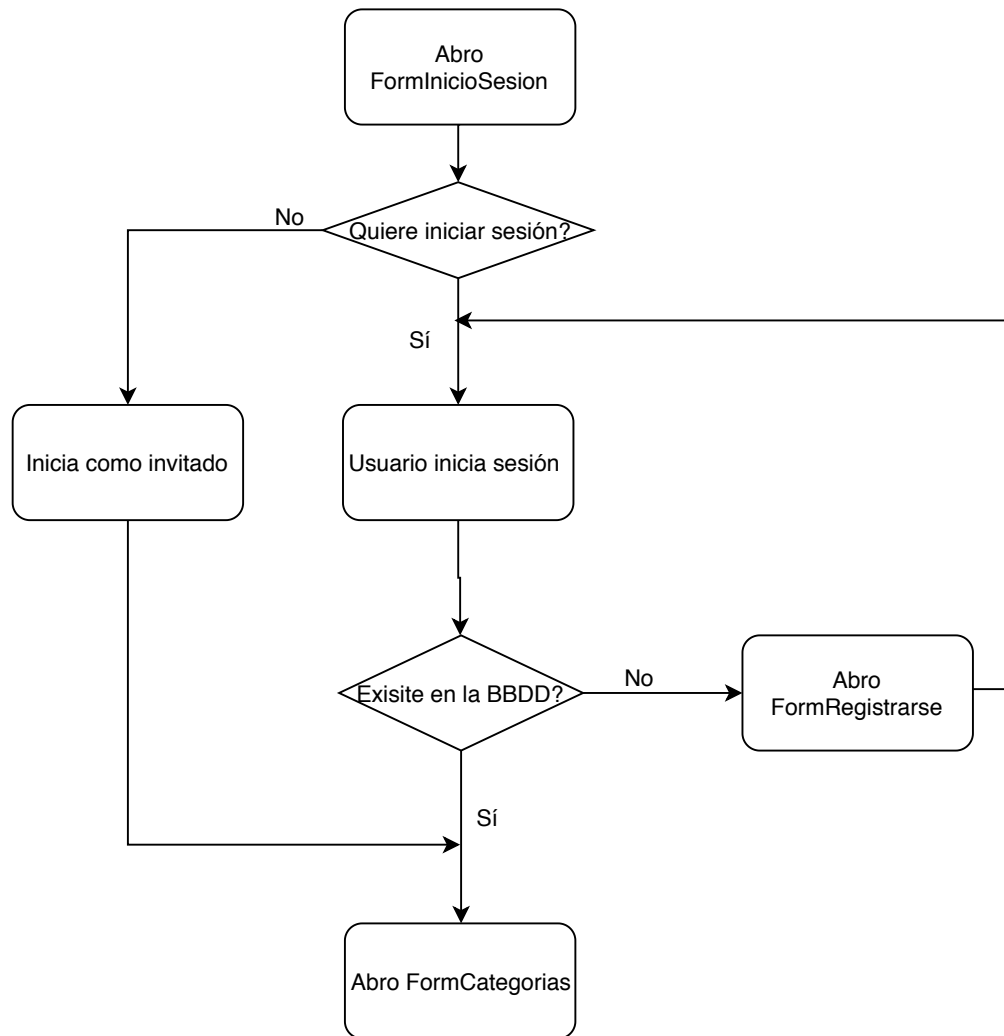 Abro
FormInicioSesion
Quiere iniciar sesión?
No
Sí
Inicia como invitado
Usuario inicia sesión
Exisite en la BBDD?
No
Abro
FormRegistrarse
Sí
Abro FormCategorias